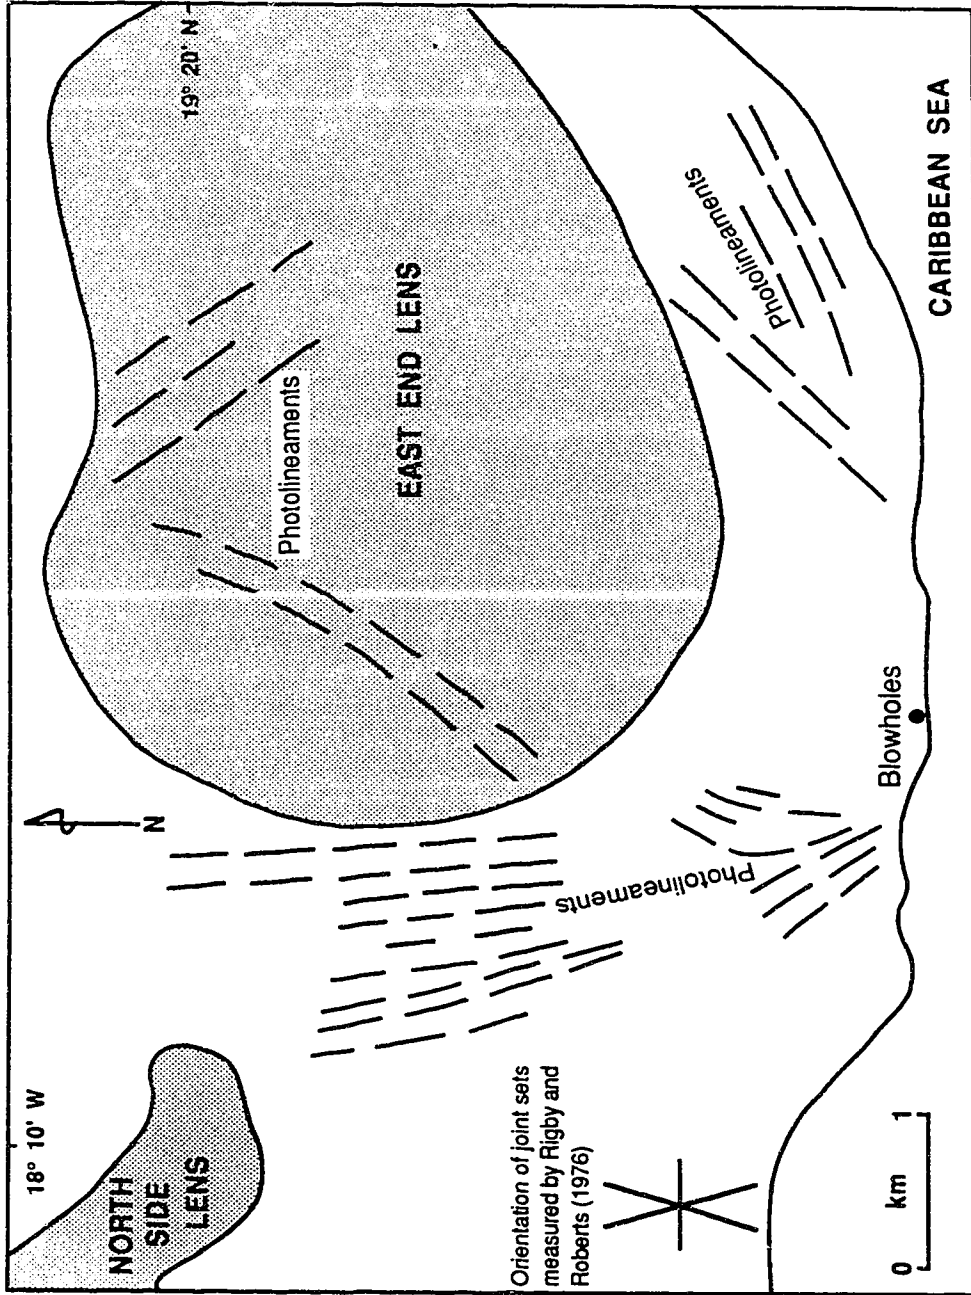 18° 10' W
19° 20' N
NORTH
SIDE
LENS
N
Photolineaments
EAST END LENS
Photolineaments
Photolineaments
Orientation of joint sets
measured by Rigby and
Roberts (1976)
Blowholes
0 km 1
CARIBBEAN SEA